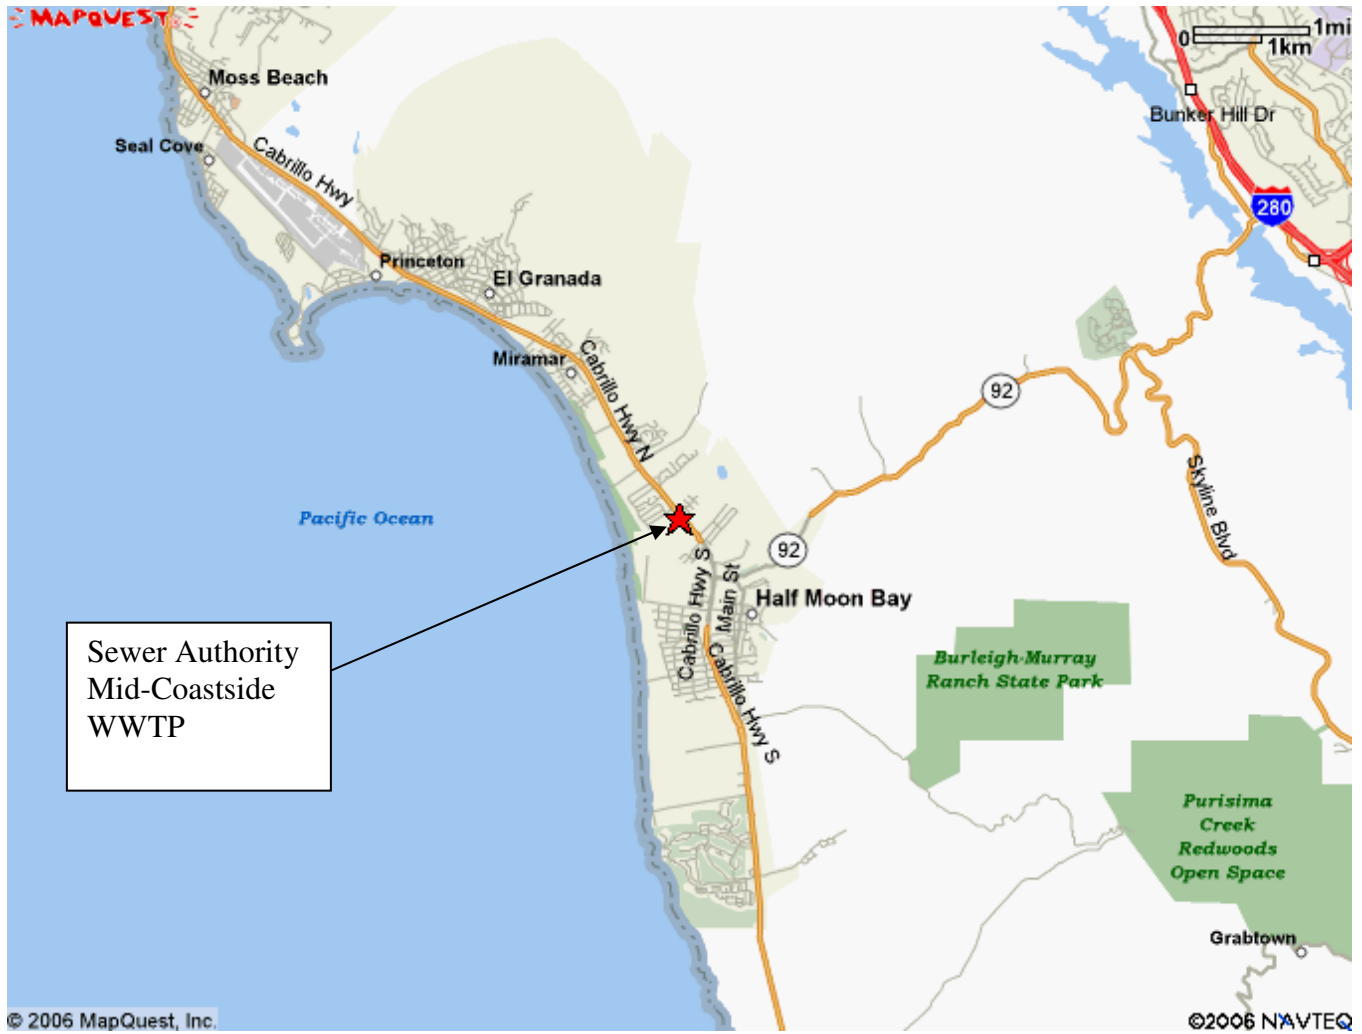 MAPQUEST
0
1mi
1km
Moss Beach
Bunker Hill Dr
Seal Cove
Cabrillo Hwy
280
Princeton
El Granada
Miramar
Cabrillo Hwy N
92
Skyline Blvd
Pacific Ocean
92
Cabrillo Hwy S
Main St
Half Moon Bay
Sewer Authority
Mid-Coastside
WWTP
Burleigh-Murray
Ranch State Park
Cabrillo Hwy S
Purisima
Creek
Redwoods
Open Space
Grabtown
© 2006 MapQuest, Inc.
©2006 NAVTEQ